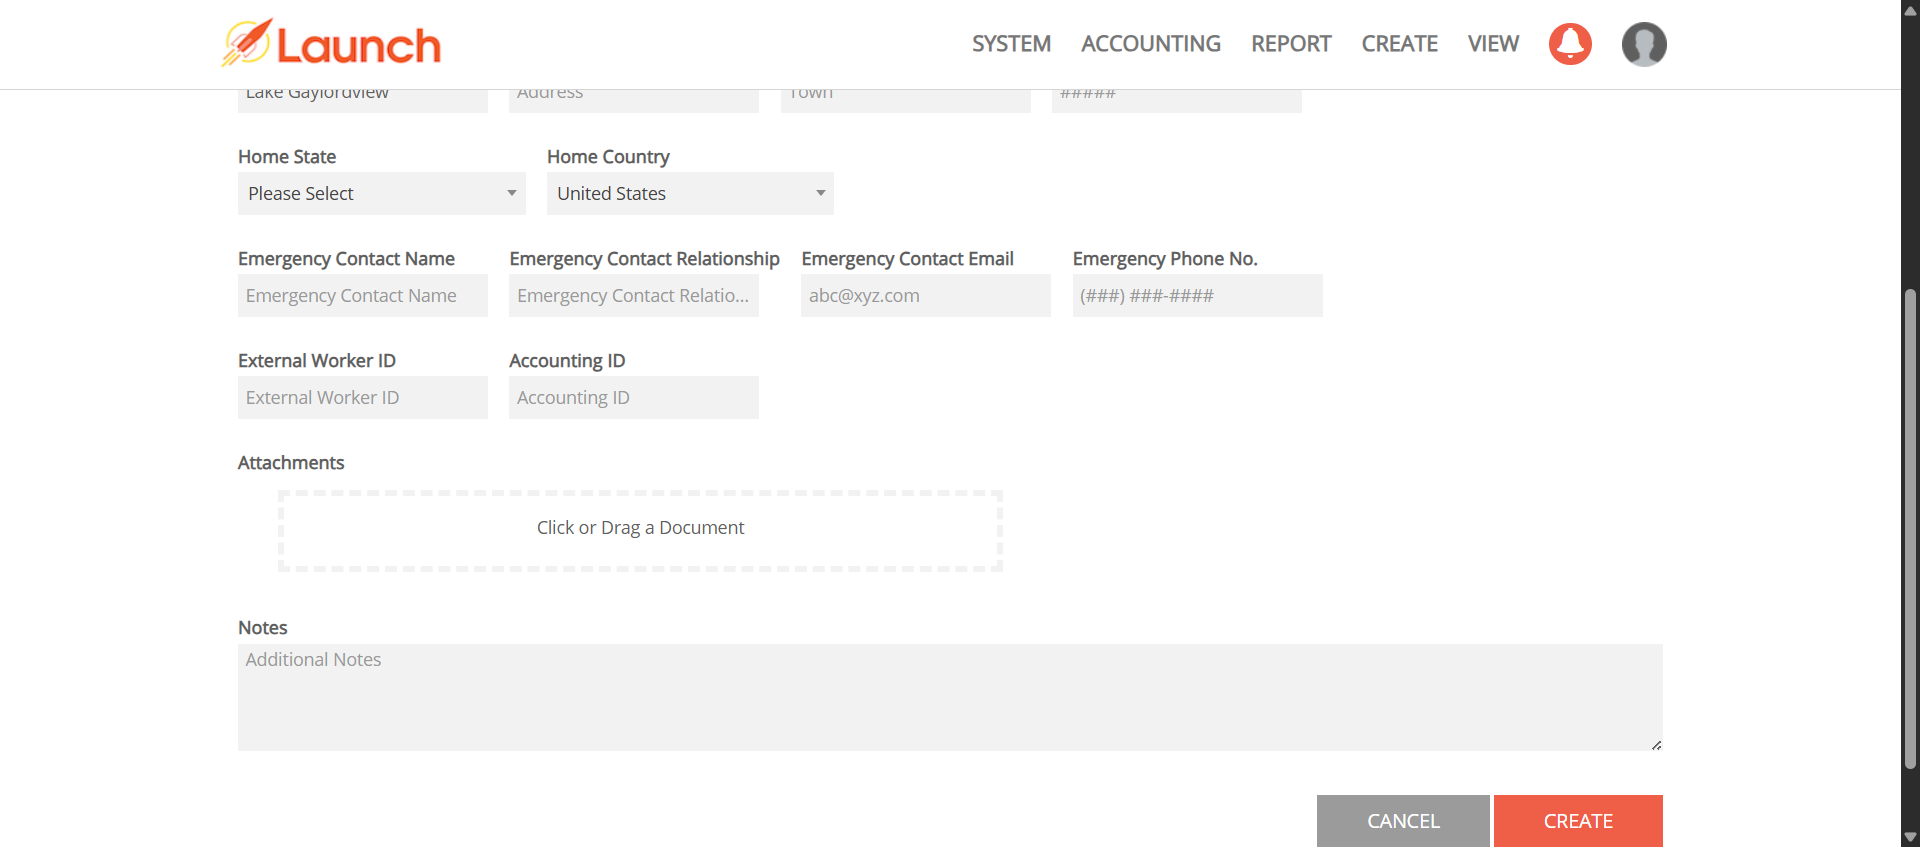 Launch
SYSTEM ACCOUNTING REPORT CREATE VIEW
Lake Gaylordview Address Town #####
Home State Home Country
Please Select United States
Emergency Contact Name Emergency Contact Relationship Emergency Contact Email Emergency Phone No.
Emergency Contact Name Emergency Contact Relatio... abc@xyz.com (###) ###-####
External Worker ID Accounting ID
External Worker ID Accounting ID
Attachments
Click or Drag a Document
Notes
Additional Notes
CANCEL CREATE